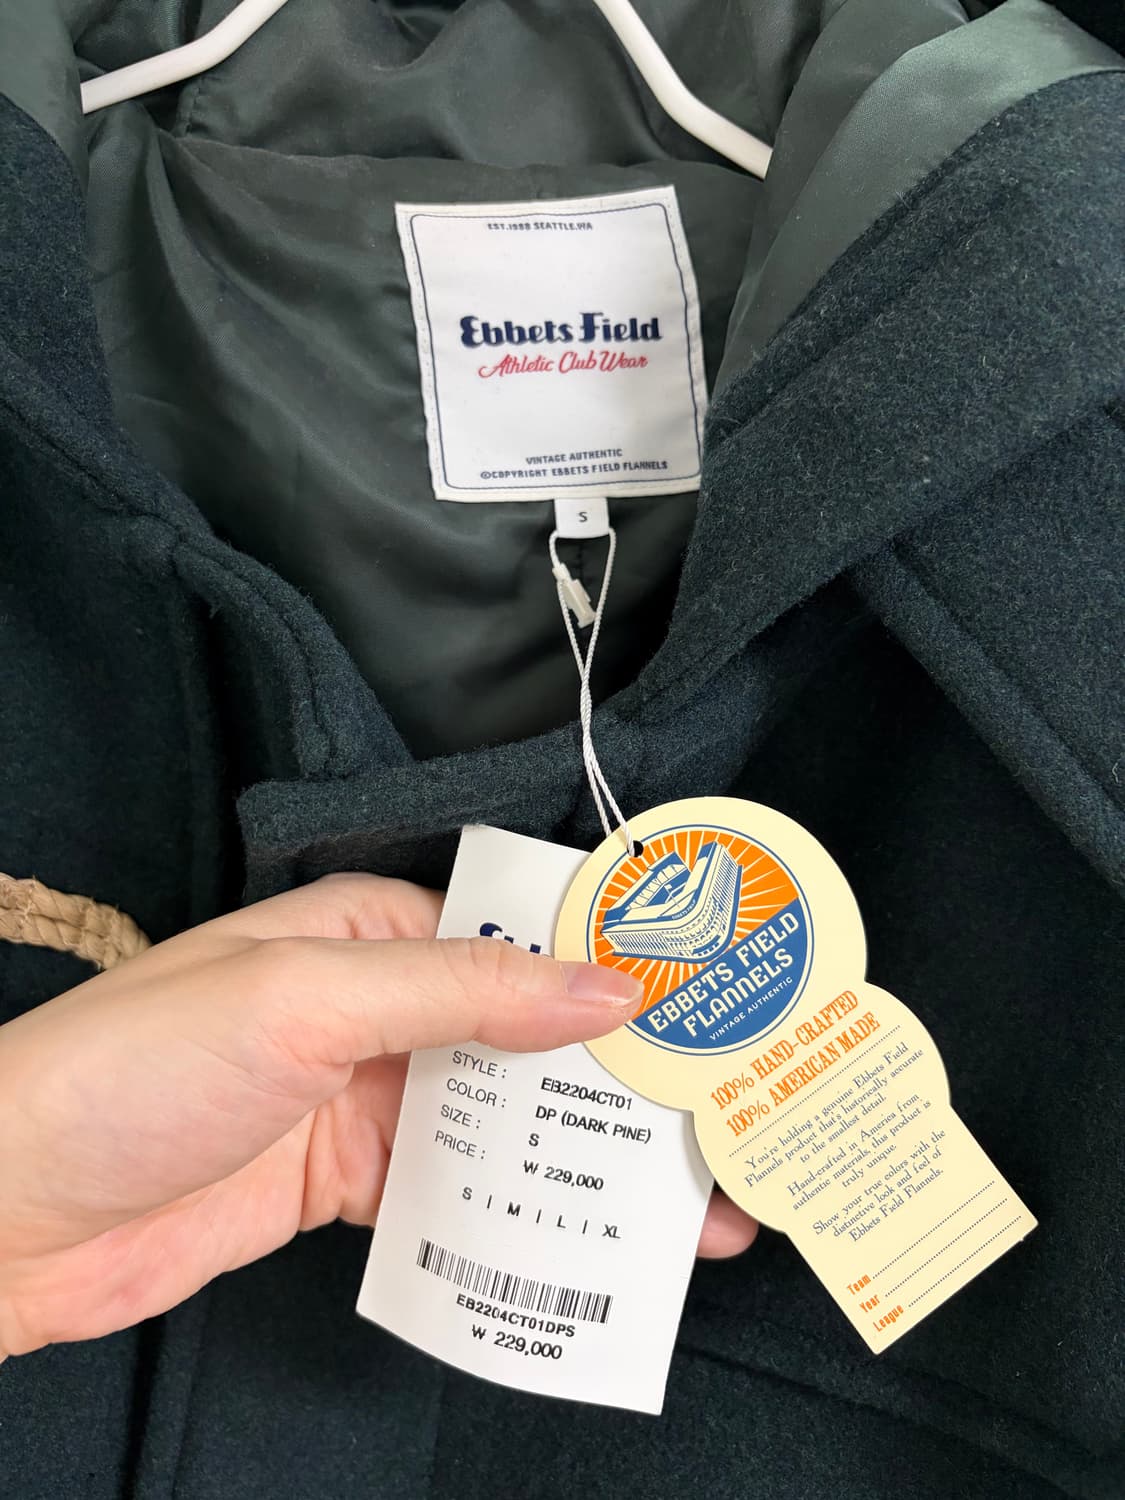 EST.1988 SEATTLE.WA
Ebbets Field
Athletic Club Wear
VINTAGE AUTHENTIC
©COPYRIGHT EBBETS FIELD FLANNELS
S
STYLE : EB2204CT01
COLOR : DP (DARK PINE)
SIZE : S
PRICE : ₩ 229,000
S | M | L | XL
EB2204CT01DPS
₩ 229,000
EBBETS FIELD
FLANNELS
VINTAGE AUTHENTIC
100% HAND-CRAFTED
100% AMERICAN MADE
You're holding a genuine Ebbets Field
Flannels product that's historically accurate
to the smallest detail.
Hand-crafted in America from
authentic materials, this product is
truly unique.
Show your true colors with the
distinctive look and feel of
Ebbets Field Flannels.
Team
Year
League